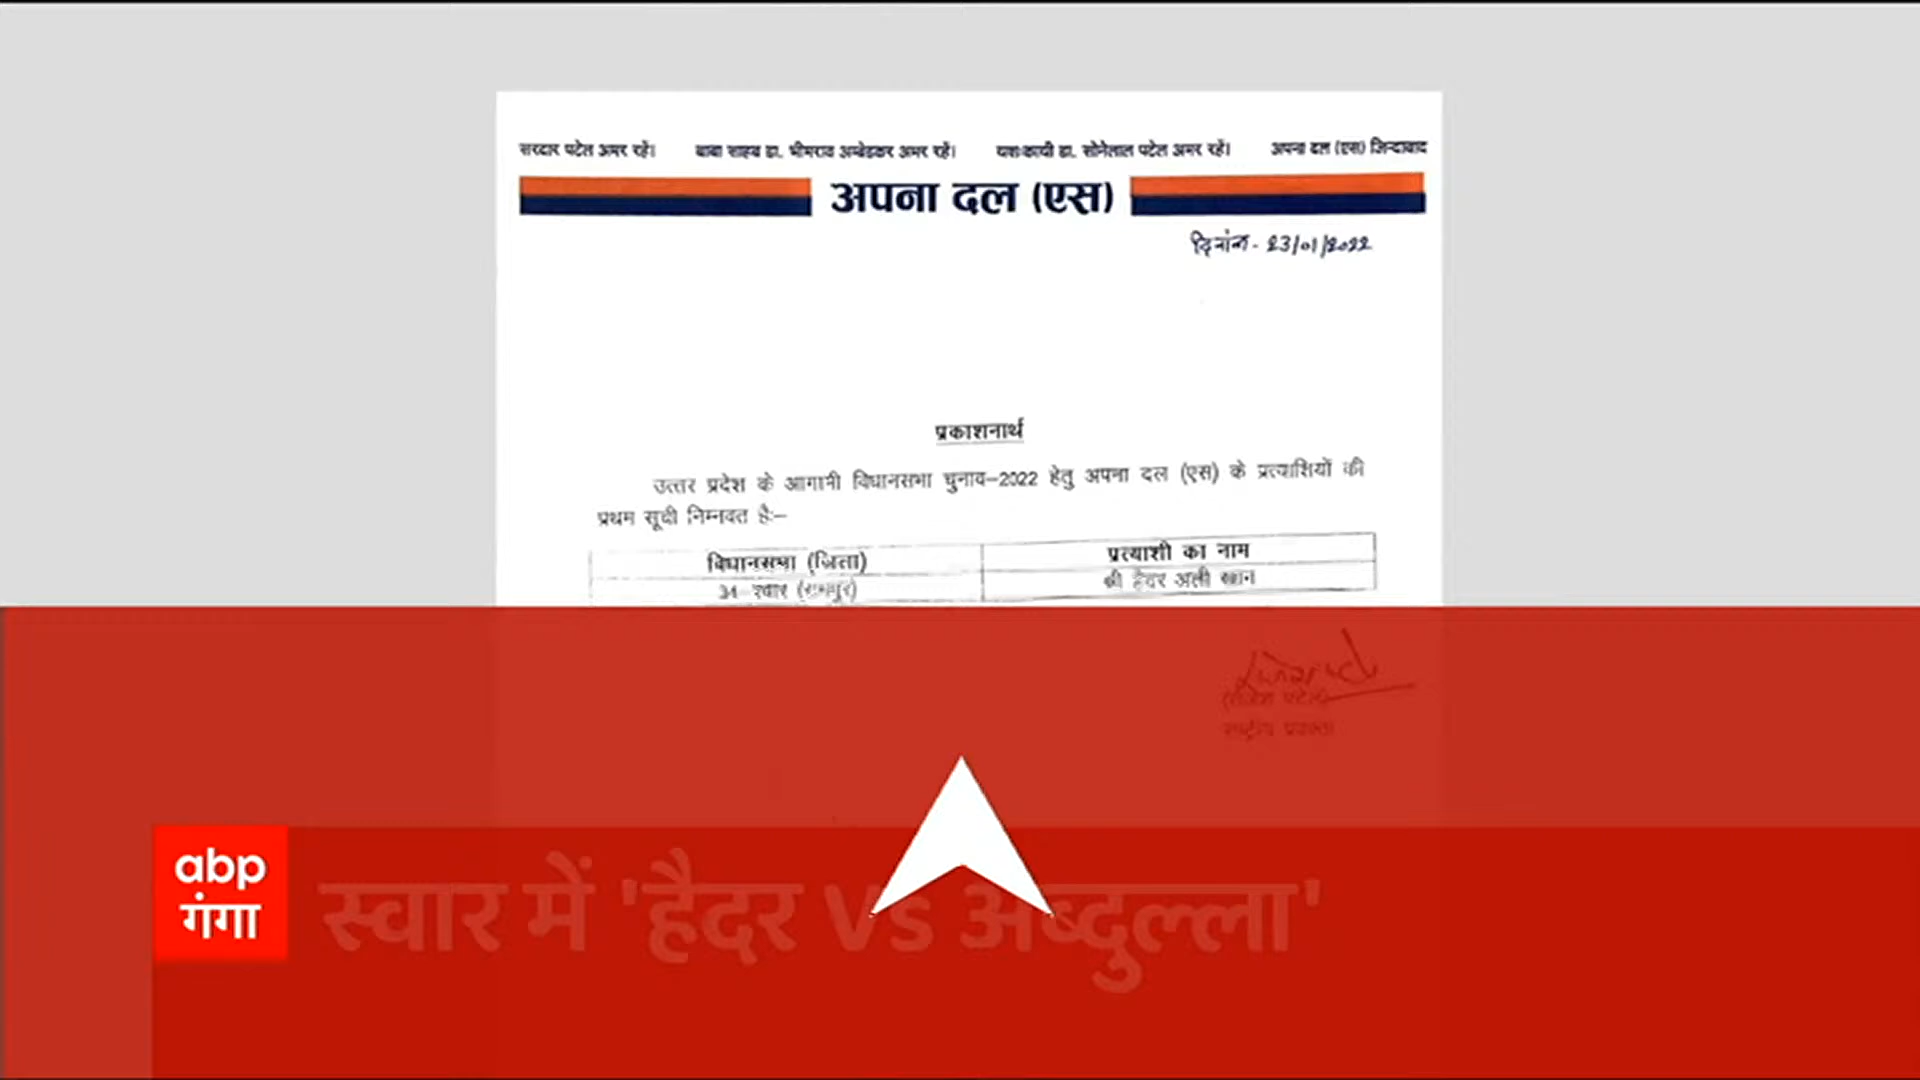 सरदार पटेल अमर रहें। बाबा साहब डा. भीमराव अम्बेडकर अमर रहें। यशःकायी डा. सोनेलाल पटेल अमर रहें। अपना दल (एस) जिन्दाबाद
अपना दल (एस)
दिनांक - 23/01/2022
प्रकाशनार्थ
उत्तर प्रदेश के आगामी विधानसभा चुनाव-2022 हेतु अपना दल (एस) के प्रत्याशियों की
प्रथम सूची निम्नवत है:-
विधानसभा (जिला) प्रत्याशी का नाम
34- स्वार (रामपुर) श्री हैदर अली खान
(राजेश पटेल)
राष्ट्रीय प्रवक्ता
abp
गंगा
स्वार में 'हैदर Vs अब्दुल्ला'